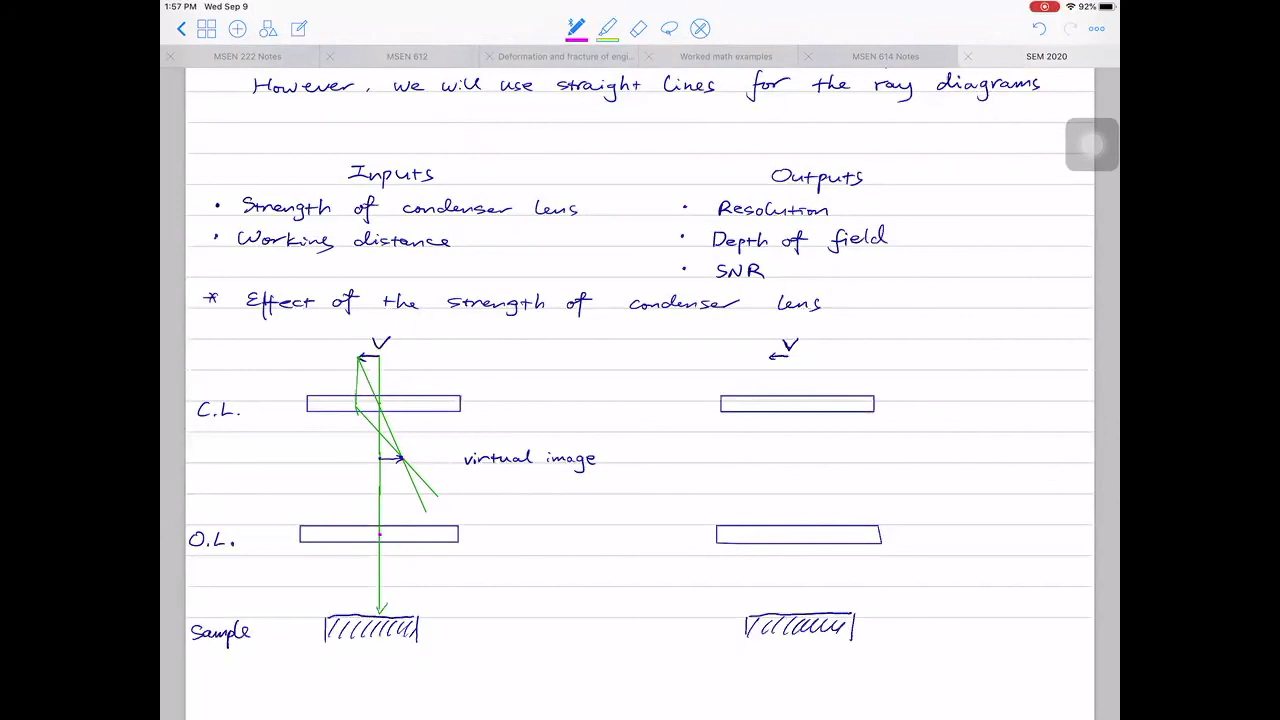 1:57 PM Wed Sep 9
92%
MSEN 222 Notes
MSEN 612
Deformation and fracture of engi...
Worked math examples
MSEN 614 Notes
SEM 2020
However, we will use straight lines for the ray diagrams
Inputs
Outputs
• Strength of condenser lens
• Resolution
• Working distance
• Depth of field
• SNR
* Effect of the strength of condenser lens
V
V
C.L.
virtual image
O.L.
Sample